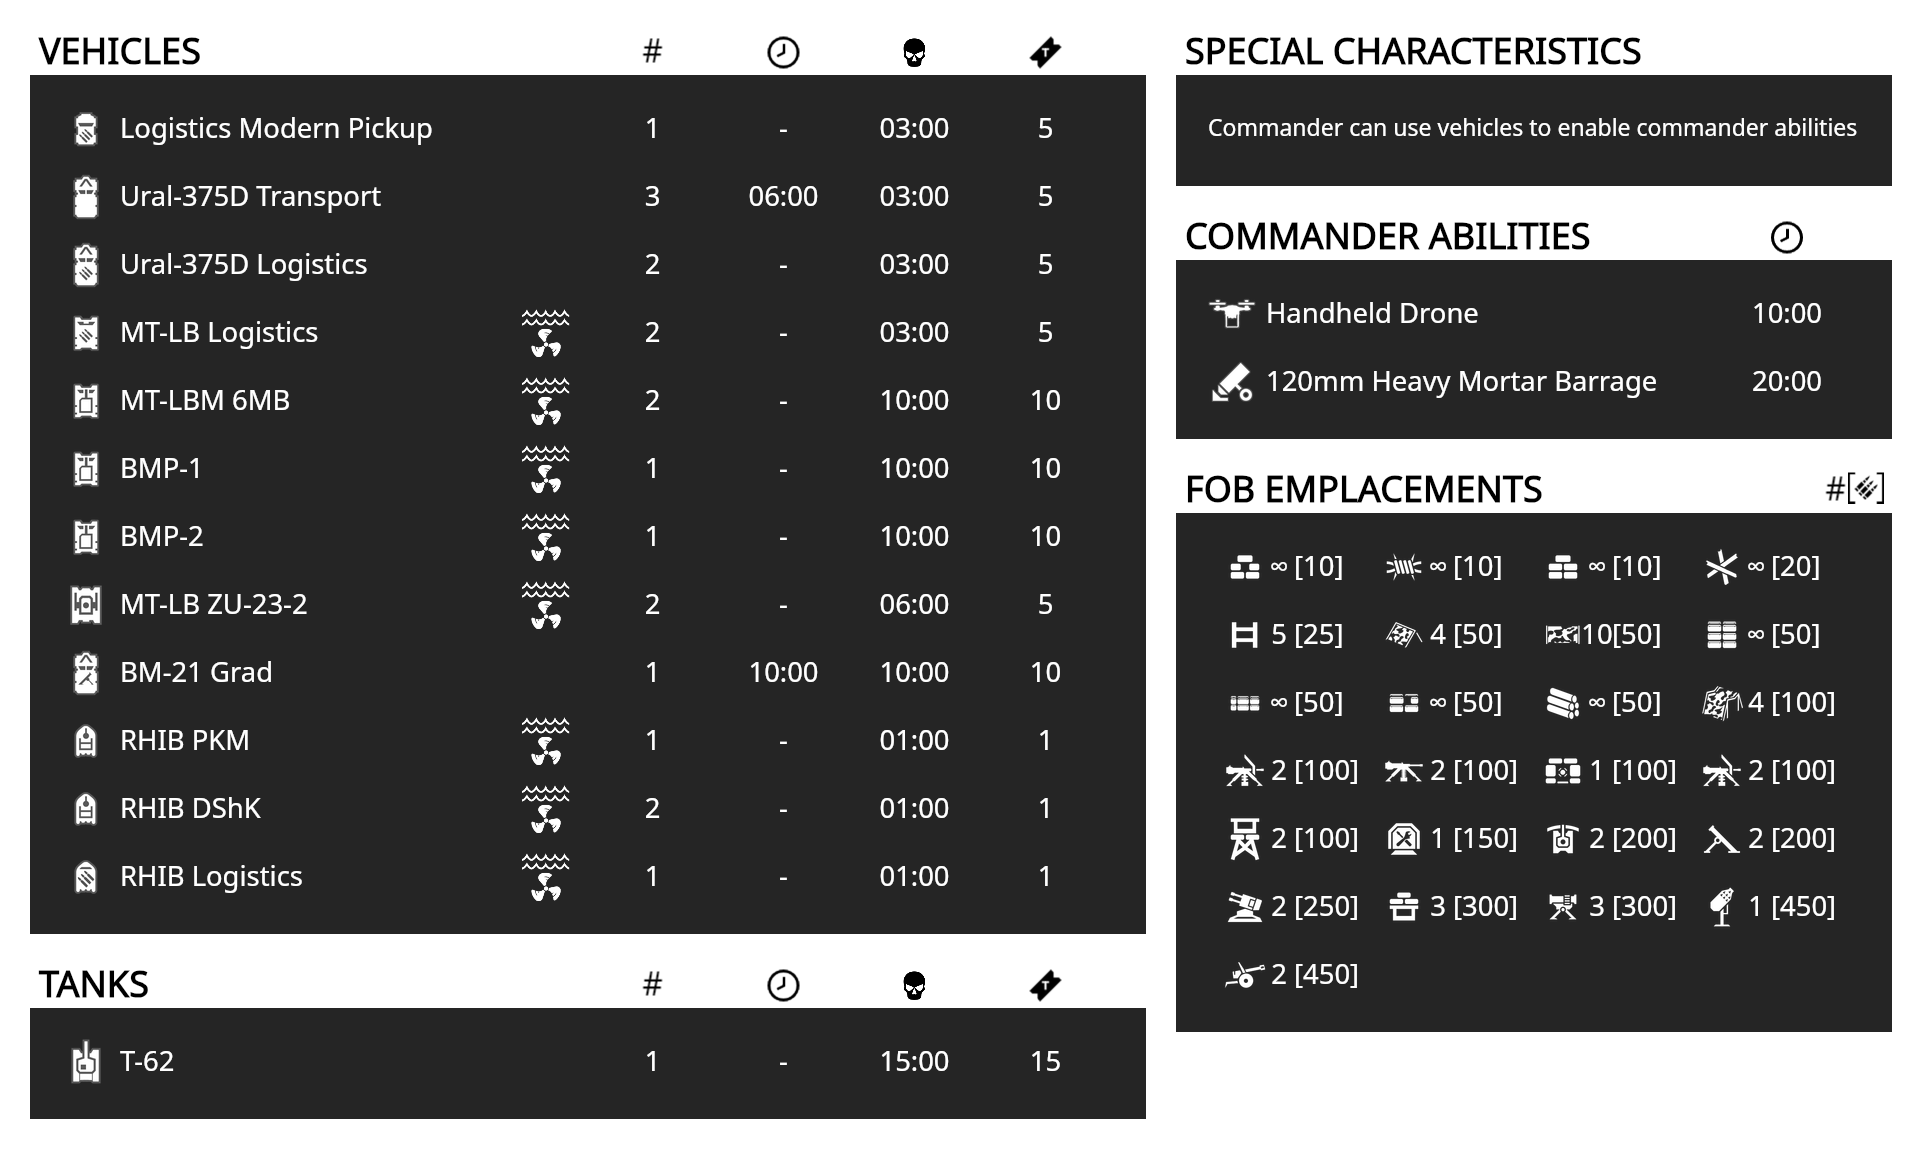 VEHICLES #
Logistics Modern Pickup 1 - 03:00 5
Ural-375D Transport 3 06:00 03:00 5
Ural-375D Logistics 2 - 03:00 5
MT-LB Logistics 2 - 03:00 5
MT-LBM 6MB 2 - 10:00 10
BMP-1 1 - 10:00 10
BMP-2 1 - 10:00 10
MT-LB ZU-23-2 2 - 06:00 5
BM-21 Grad 1 10:00 10:00 10
RHIB PKM 1 - 01:00 1
RHIB DShK 2 - 01:00 1
RHIB Logistics 1 - 01:00 1
TANKS #
T-62 1 - 15:00 15
SPECIAL CHARACTERISTICS
Commander can use vehicles to enable commander abilities
COMMANDER ABILITIES
Handheld Drone 10:00
120mm Heavy Mortar Barrage 20:00
FOB EMPLACEMENTS #[]
∞ [10] ∞ [10] ∞ [10] ∞ [20]
5 [25] 4 [50] 10[50] ∞ [50]
∞ [50] ∞ [50] ∞ [50] 4 [100]
2 [100] 2 [100] 1 [100] 2 [100]
2 [100] 1 [150] 2 [200] 2 [200]
2 [250] 3 [300] 3 [300] 1 [450]
2 [450]